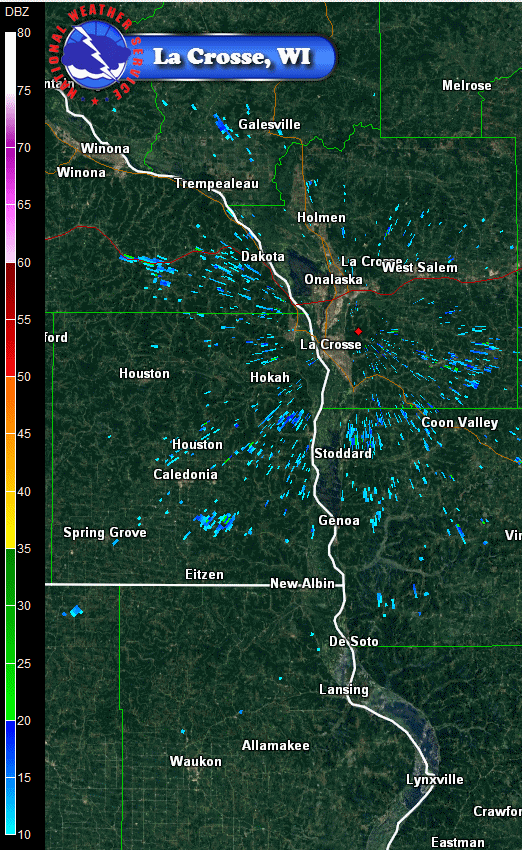 DBZ
80
75
70
65
60
55
50
45
40
35
30
25
20
15
10
NATIONAL WEATHER SERVICE
La Crosse, WI
ntain
Melrose
Galesville
Winona
Winona
Trempealeau
Holmen
Dakota
La Crosse
West Salem
Onalaska
ford
La Crosse
Houston
Hokah
Coon Valley
Houston
Stoddard
Caledonia
Genoa
Spring Grove
Vir
Eitzen
New Albin
De Soto
Lansing
Allamakee
Waukon
Lynxville
Crawfor
Eastman